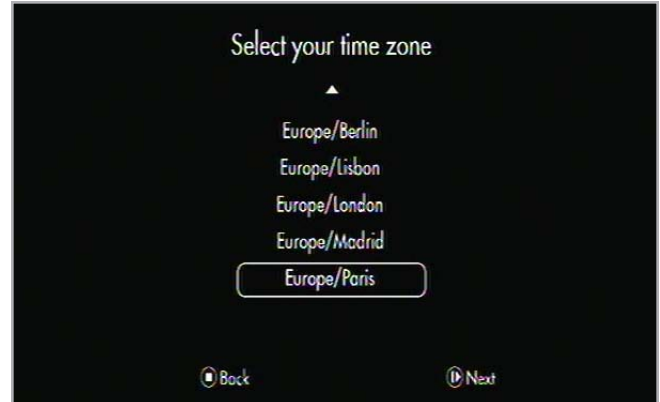 Select your time zone
Europe/Berlin
Europe/Lisbon
Europe/London
Europe/Madrid
Europe/Paris
Back Next